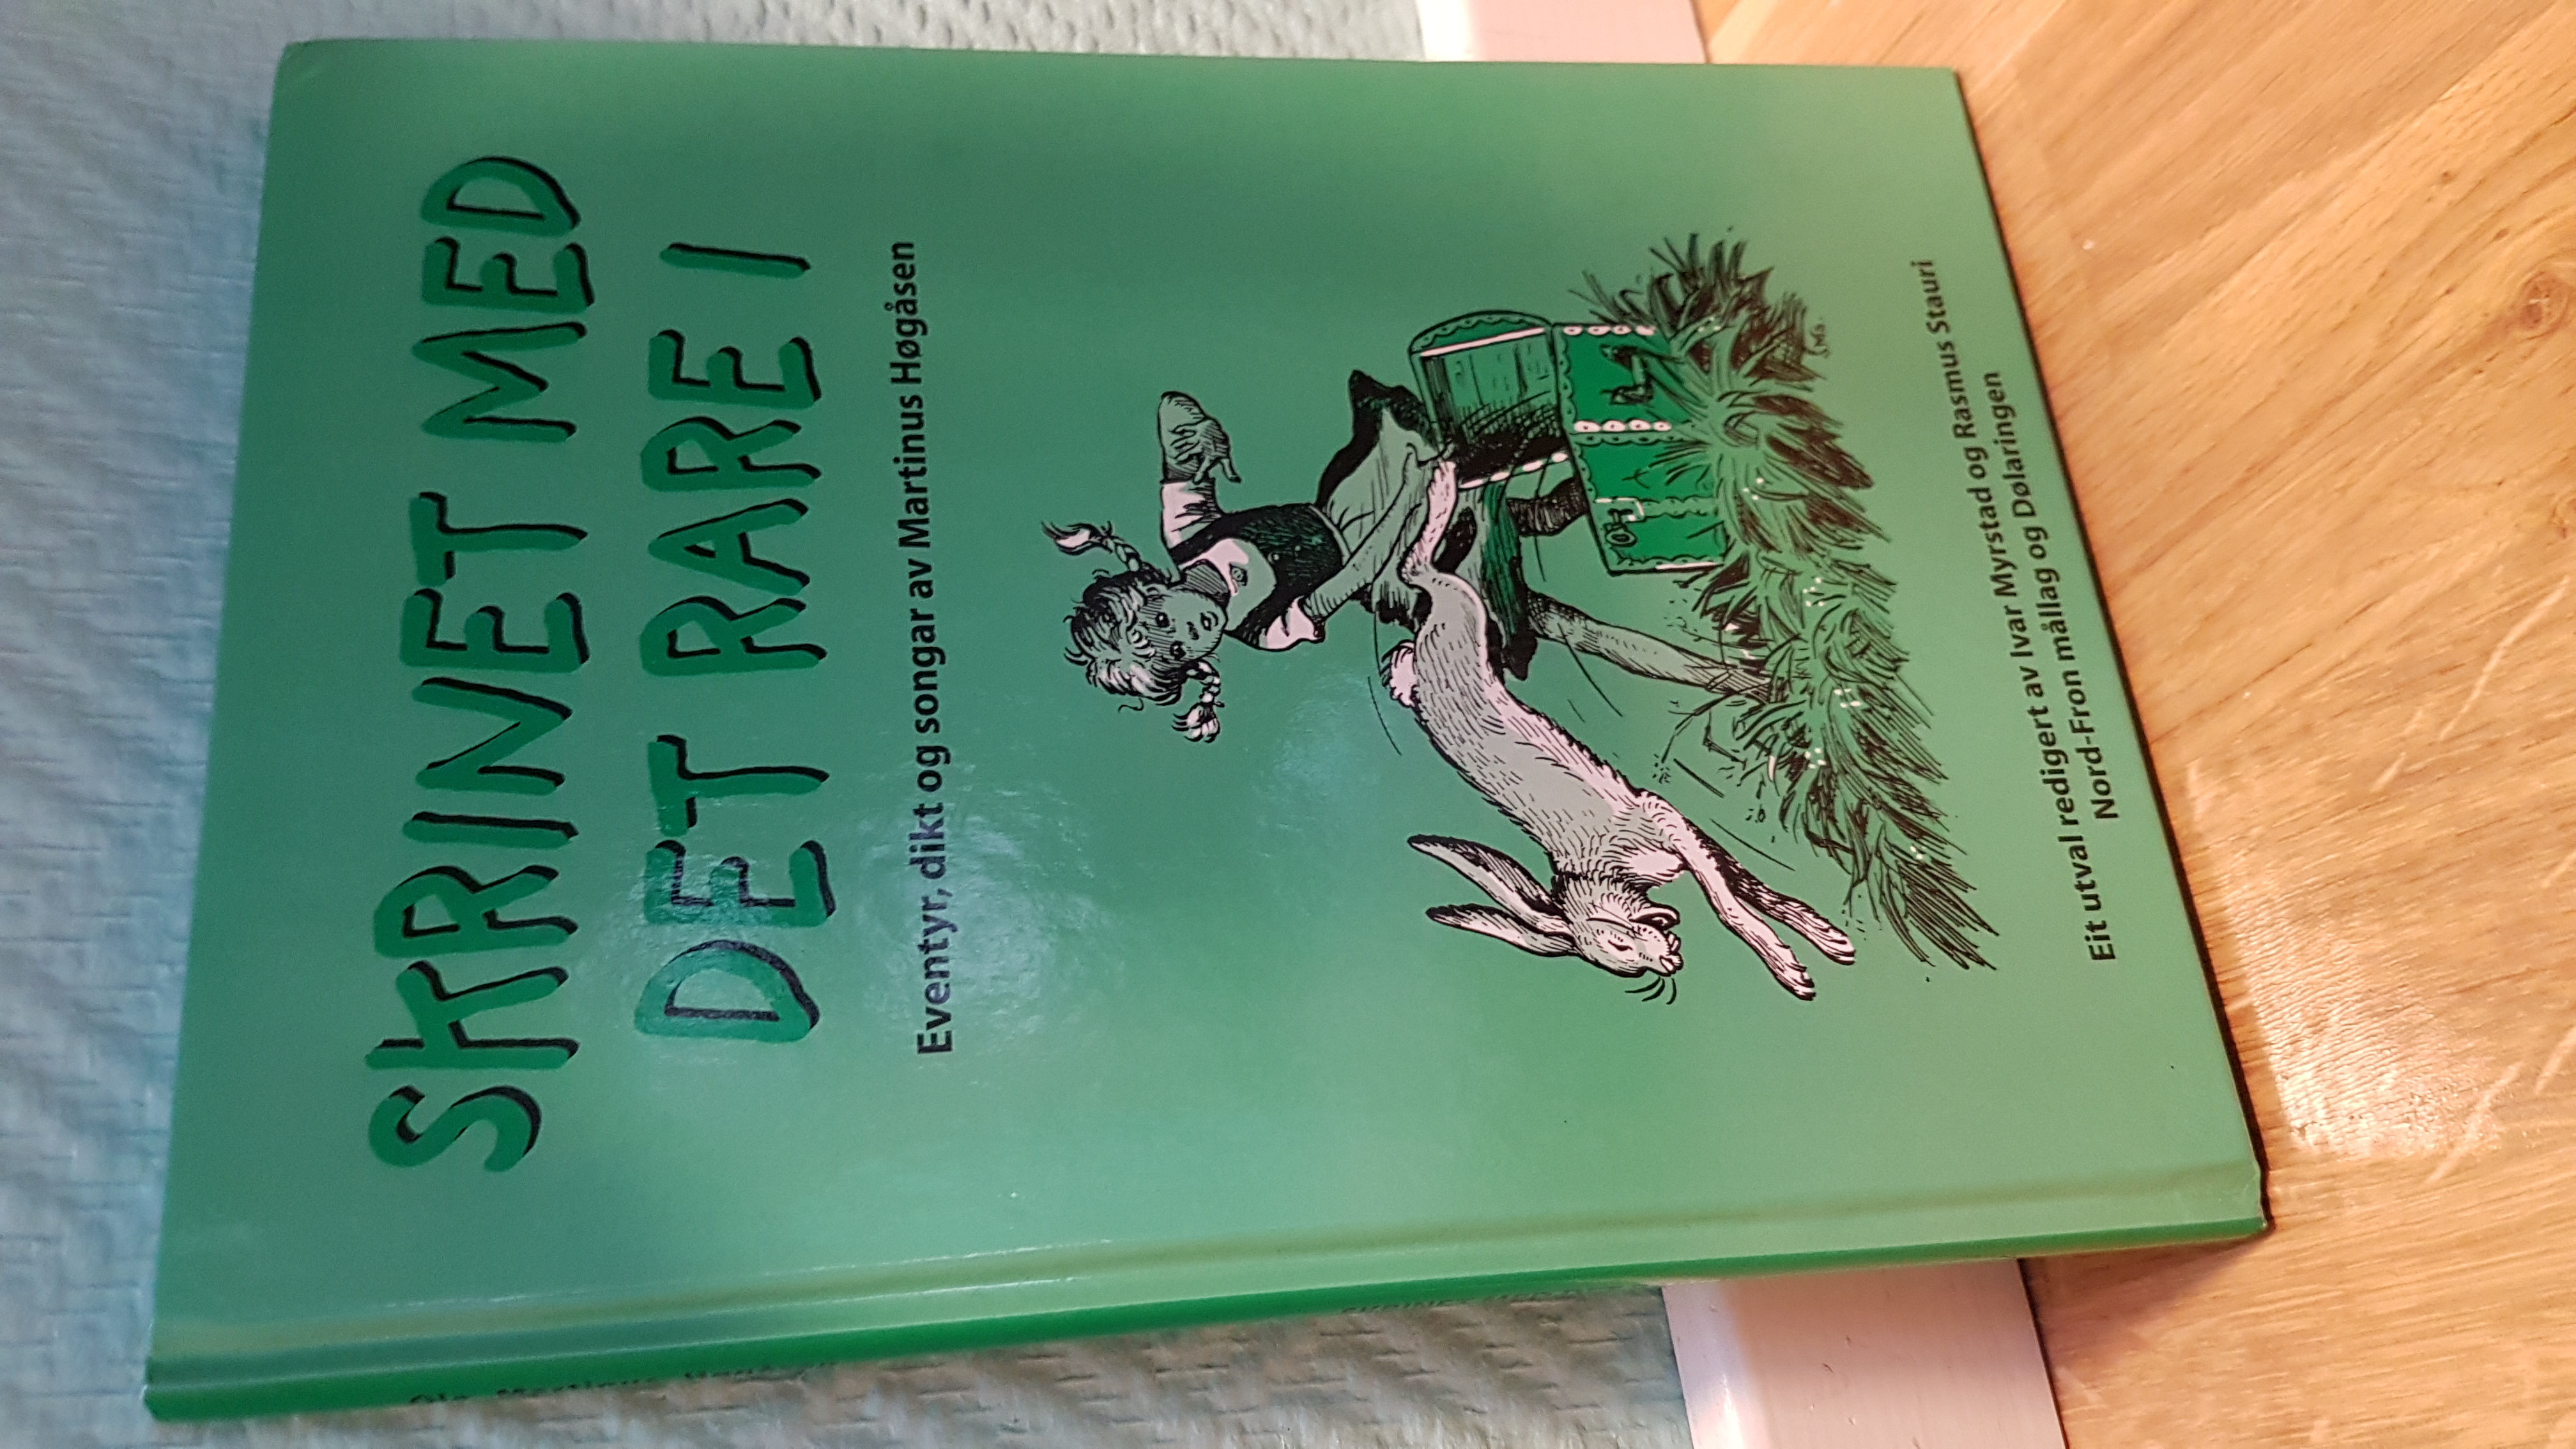 SKRINET MED
DET RARE I
Eventyr, dikt og songar av Martinus Høgåsen
Eit utval redigert av Ivar Myrstad og Rasmus Stauri
Nord-Fron mållag og Dølaringen